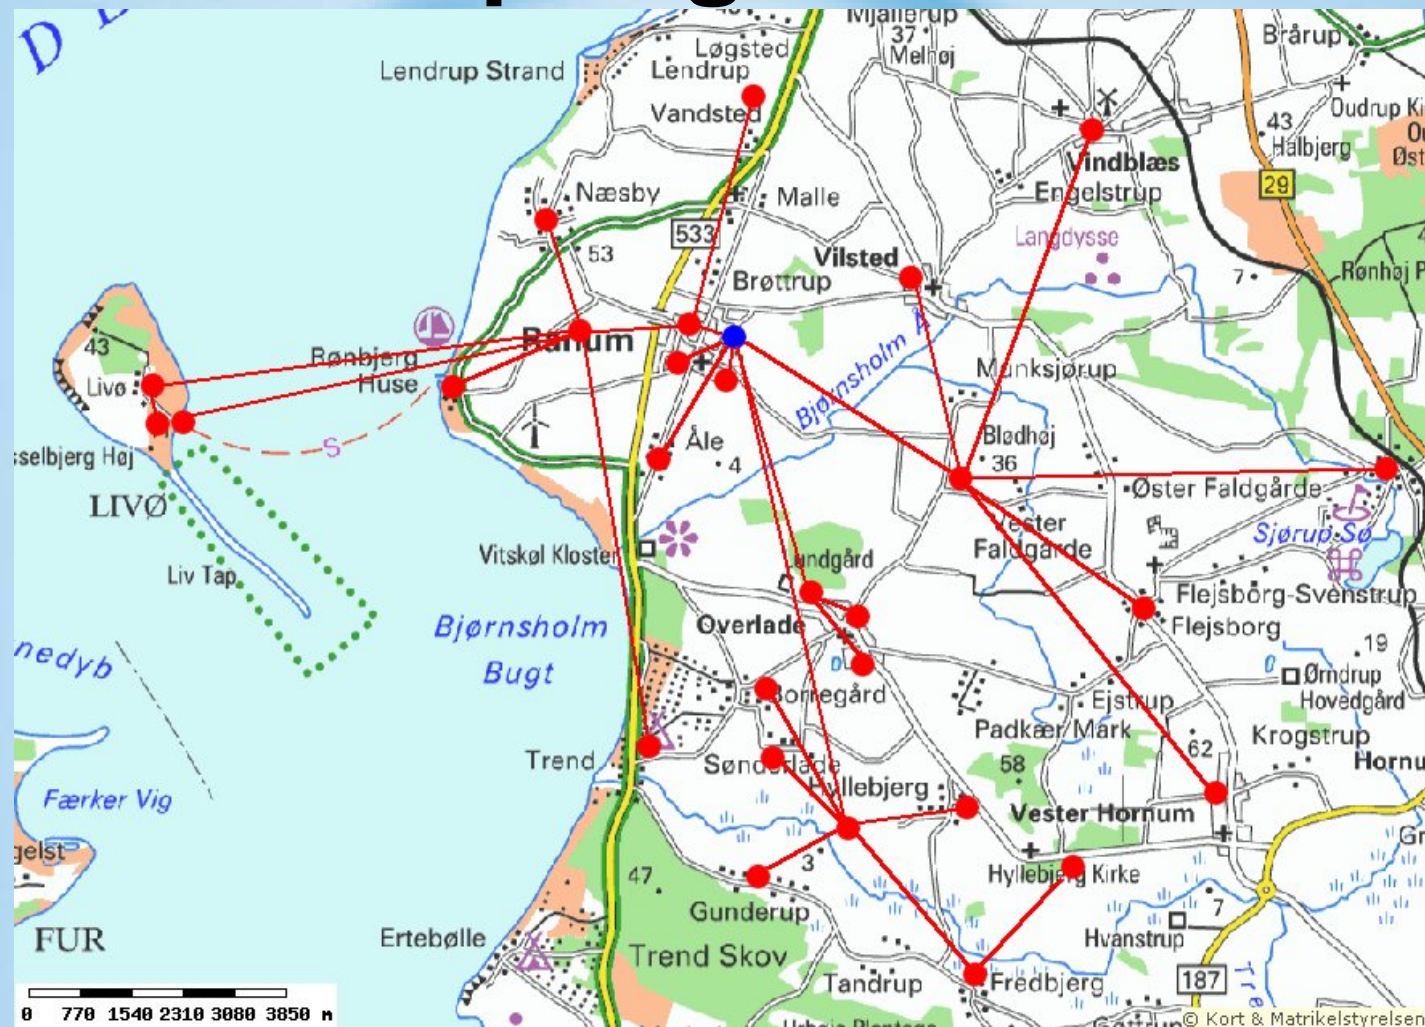 Løgsted
Lendrup Strand
Lendrup
Vandsted
37
Melhøj
Brårup
43
Halbjerg
Vindblæs
Engelstrup
29
Næsby
Malle
533
53
Vilsted
Langdysse
7
Brøttrup
43
Livø
Rønbjerg
Huse
Ranum
Bjørnsholm Å
Munksjørup
Åle
4
Blødhøj
36
LIVØ
S
Øster Faldgårde
Vester
Faldgårde
Sjørup Sø
Vitskøl Kloster
Liv Tap
Lundgård
Flejsborg-Svenstrup
Flejsborg
Overlade
Bjørnsholm
Bugt
19
Ørndrup
Hovedgård
Borregård
Ejstrup
Padkær Mark
62
Krogstrup
Trend
Sønderlade
58
Hyllebjerg
Færker Vig
Vester Hornum
3
Hyllebjerg Kirke
47
Gunderup
7
Hvanstrup
FUR
Ertebølle
Trend Skov
Tandrup
Fredbjerg
187
0 770 1540 2310 3080 3850 m
© Kort & Matrikelstyrelsen